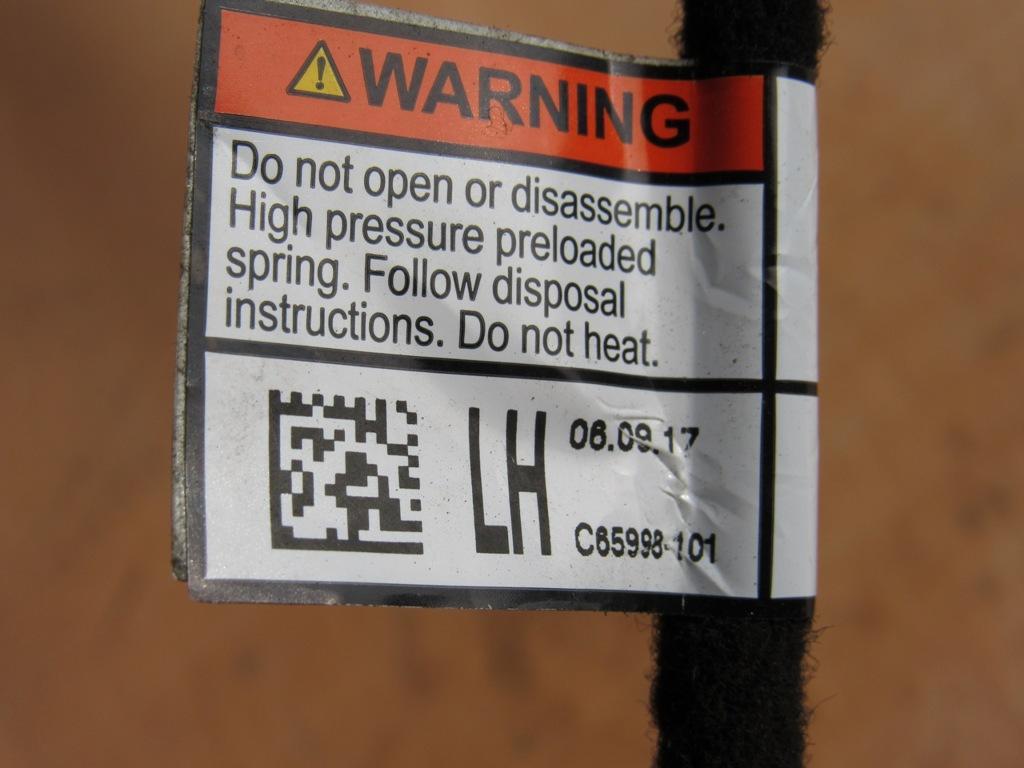 WARNING
Do not open or disassemble.
High pressure preloaded
spring. Follow disposal
instructions. Do not heat.
LH
06.09.17
C65998-101